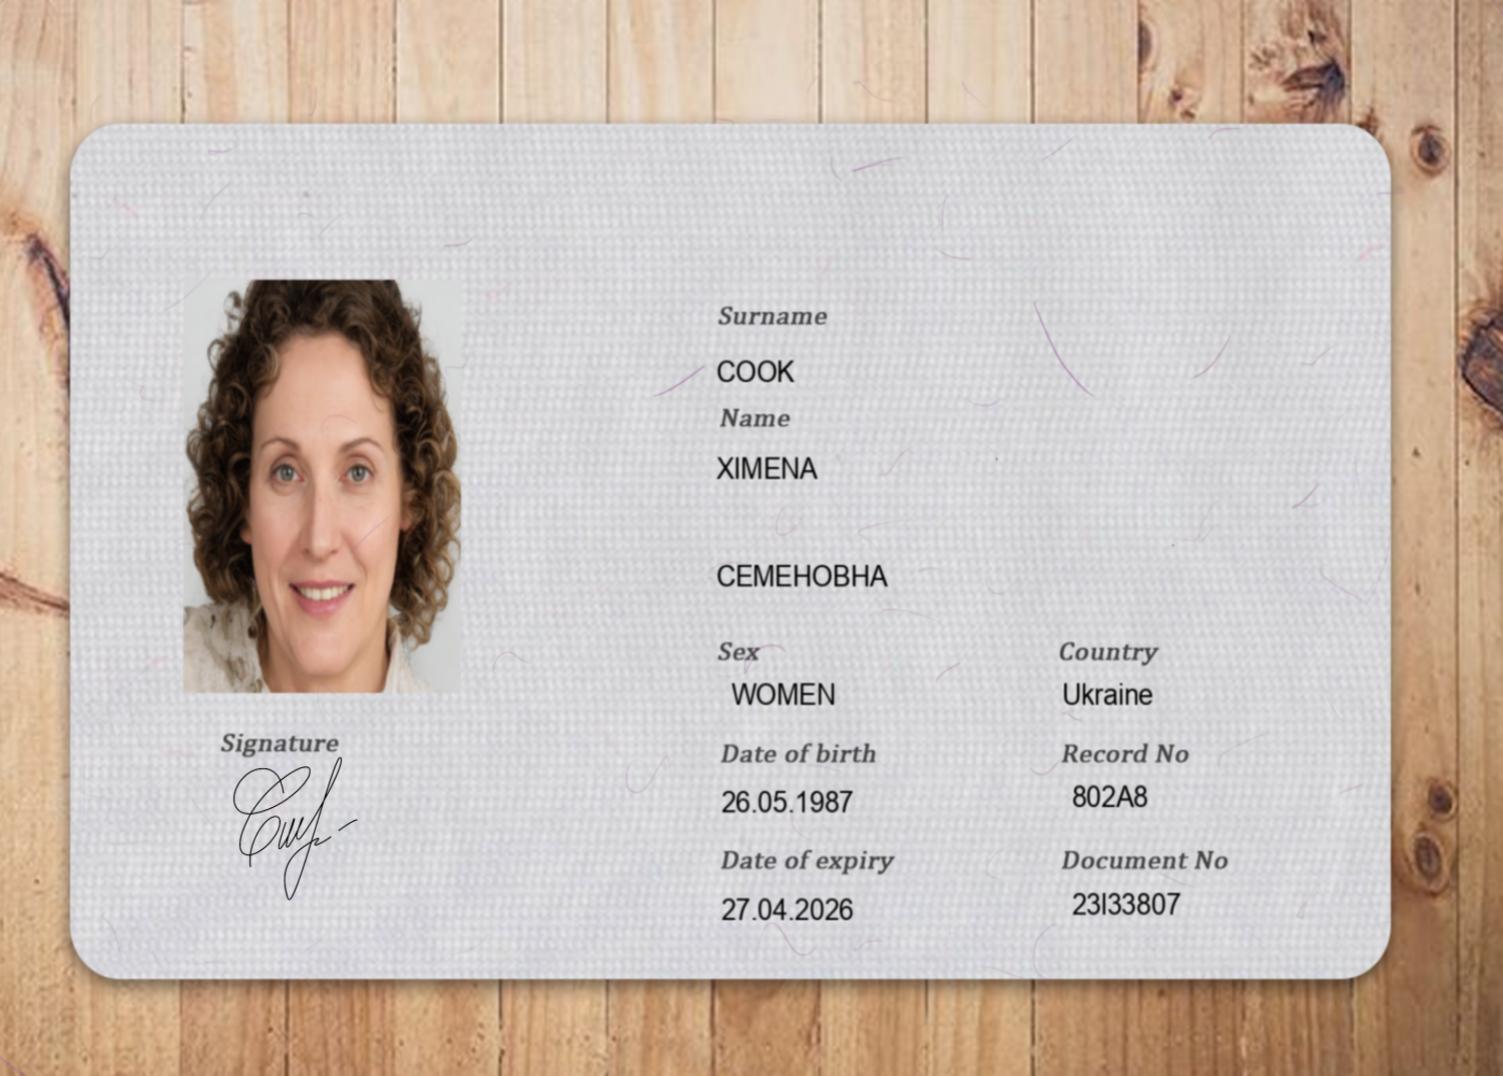 Surname
COOK
Name
XIMENA
СЕМЕНОВНА
Sex
WOMEN
Country
Ukraine
Date of birth
26.05.1987
Record No
802A8
Date of expiry
27.04.2026
Document No
23I33807
Signature